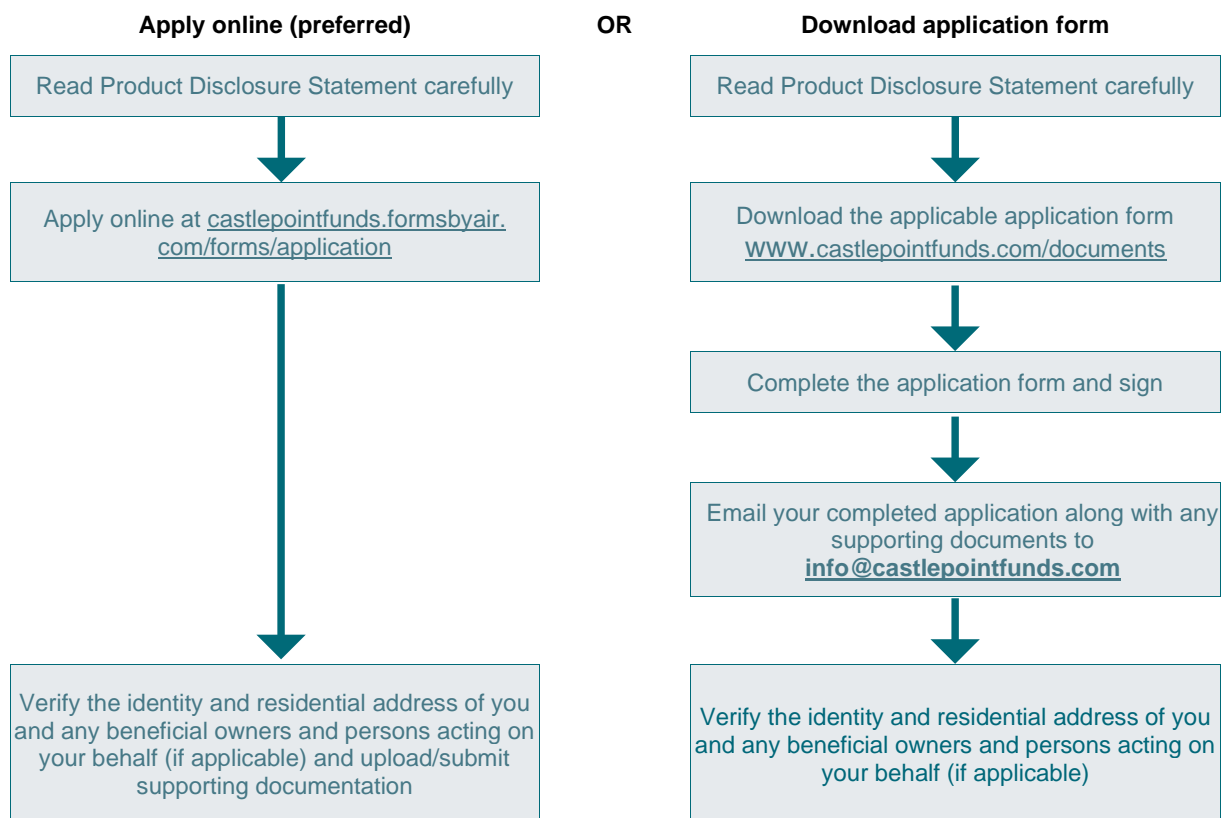 Apply online (preferred)
OR
Download application form
Read Product Disclosure Statement carefully
Apply online at castlepointfunds.formsbyair.
com/forms/application
Verify the identity and residential address of you
and any beneficial owners and persons acting on
your behalf (if applicable) and upload/submit
supporting documentation
Read Product Disclosure Statement carefully
Download the applicable application form
www.castlepointfunds.com/documents
Complete the application form and sign
Email your completed application along with any
supporting documents to
info@castlepointfunds.com
Verify the identity and residential address of you
and any beneficial owners and persons acting on
your behalf (if applicable)